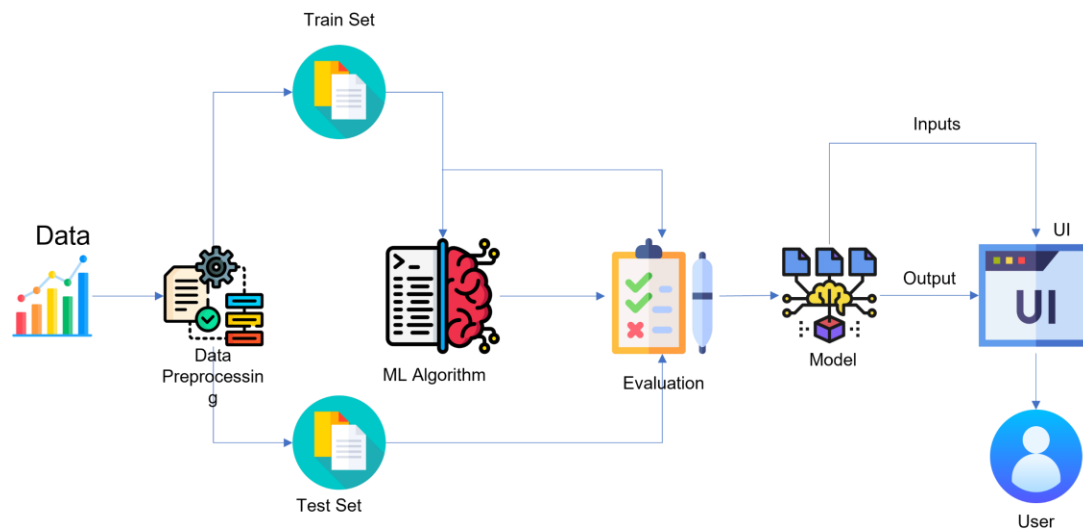 Train Set
Inputs
Data
UI
Output
UI
Data
Preprocessin
g
ML Algorithm
Evaluation
Model
Test Set
User